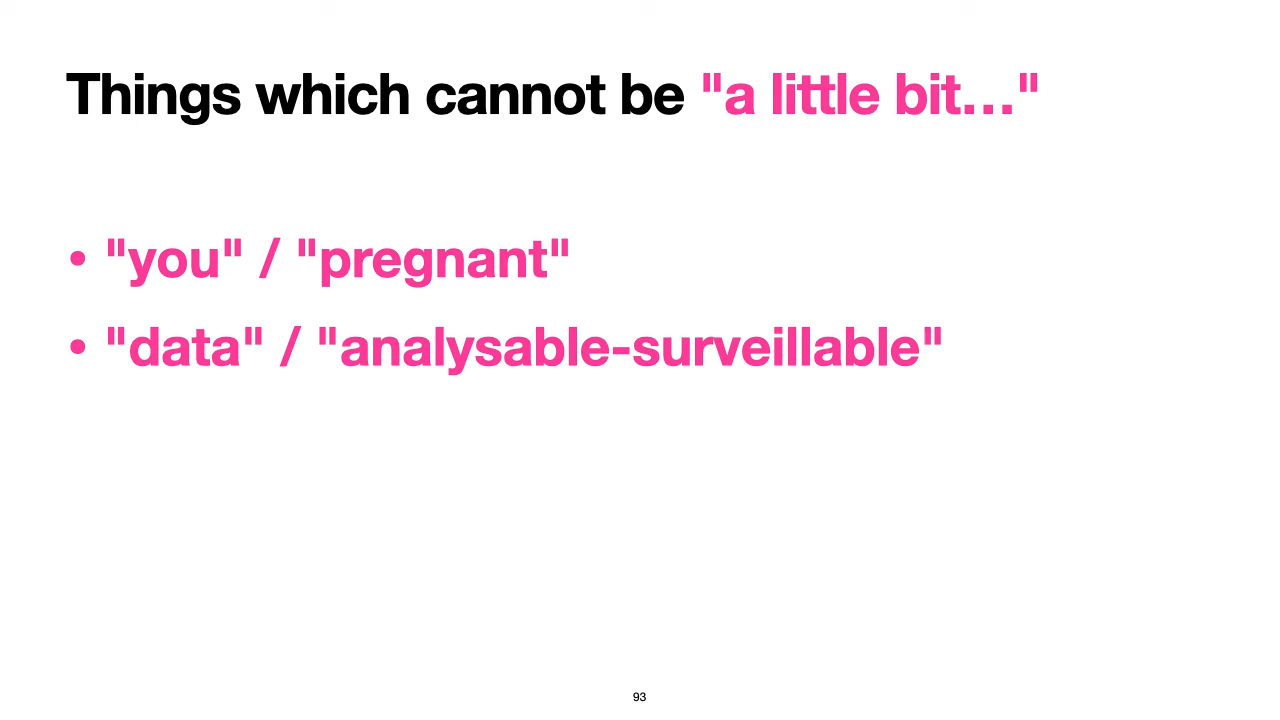 Things which cannot be "a little bit…"
• "you" / "pregnant"
• "data" / "analysable-surveillable"
93